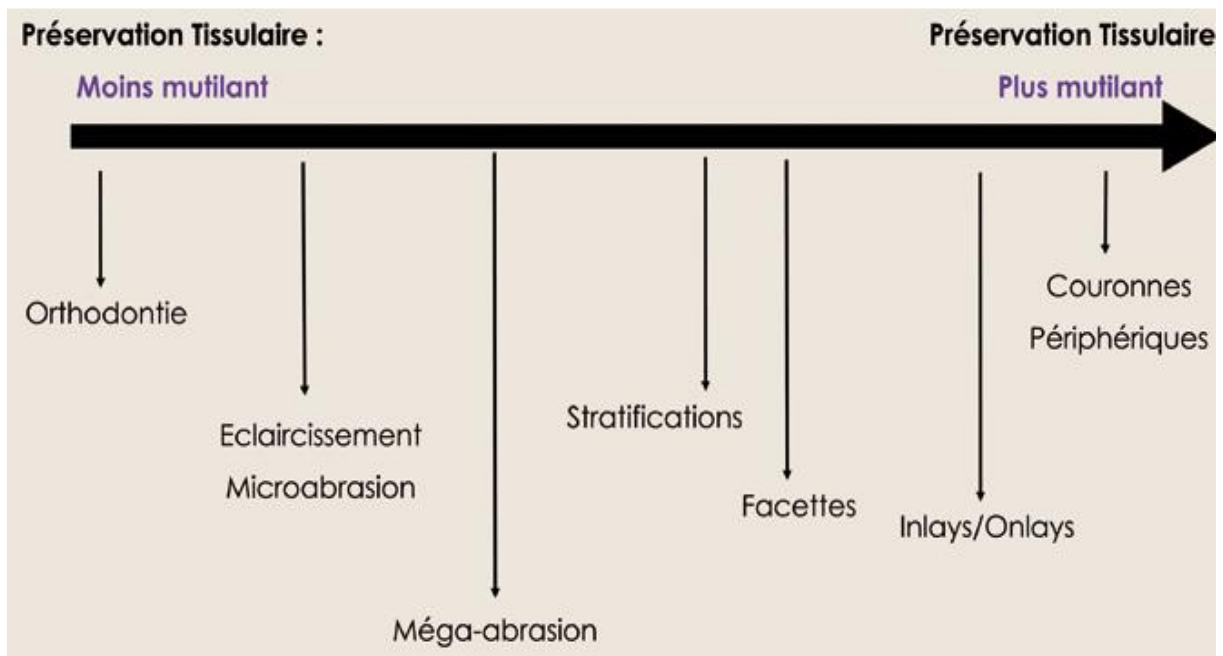 Préservation Tissulaire :
Préservation Tissulaire
Moins mutilant
Plus mutilant
Orthodontie
Eclaircissement
Microabrasion
Méga-abrasion
Stratifications
Facettes
Inlays/Onlays
Couronnes
Périphériques